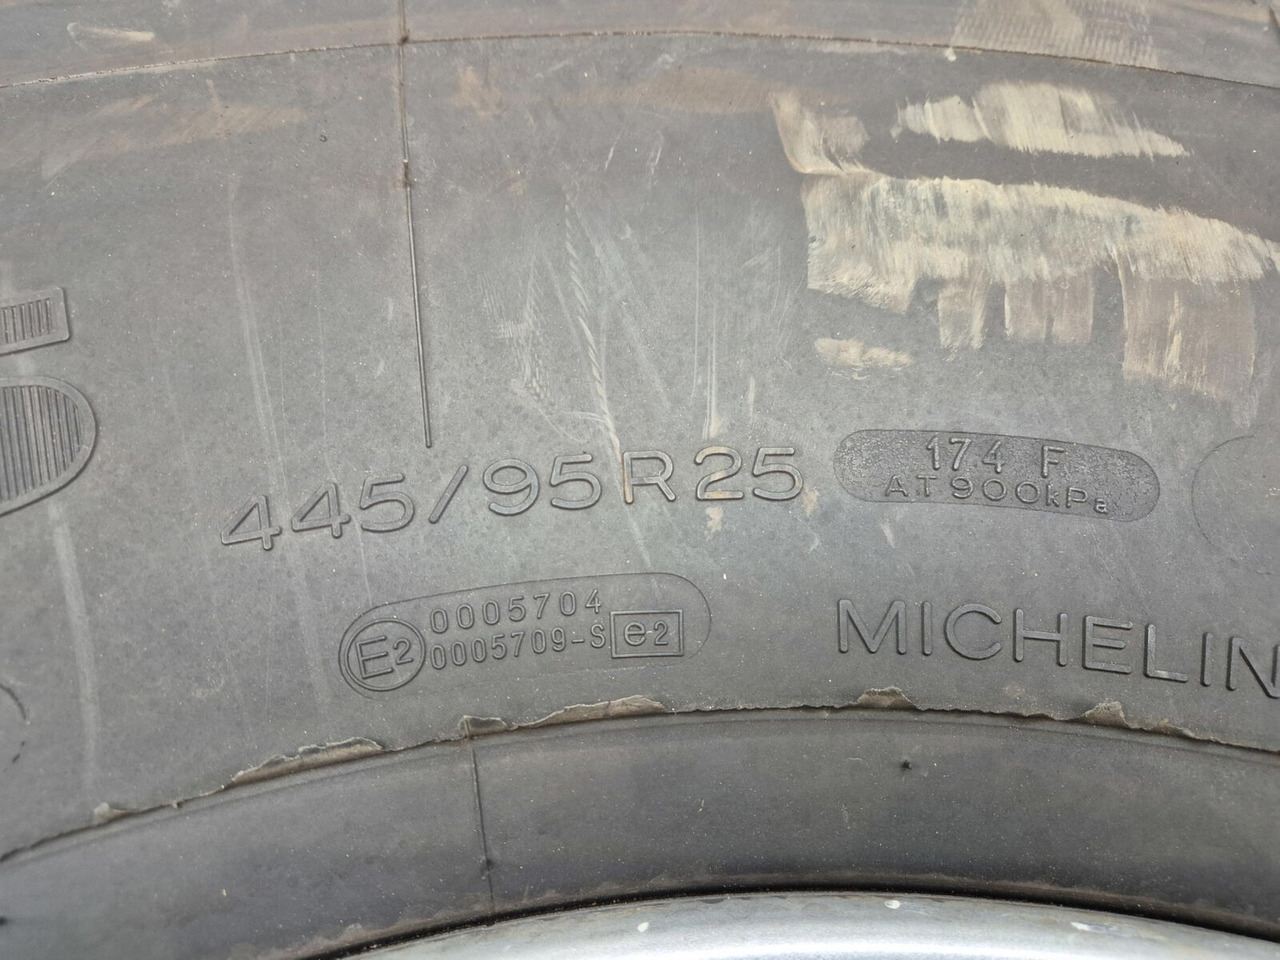 445/95R25
174 F
AT 900kPa
E2
0005704
0005709-S
e2
MICHELIN